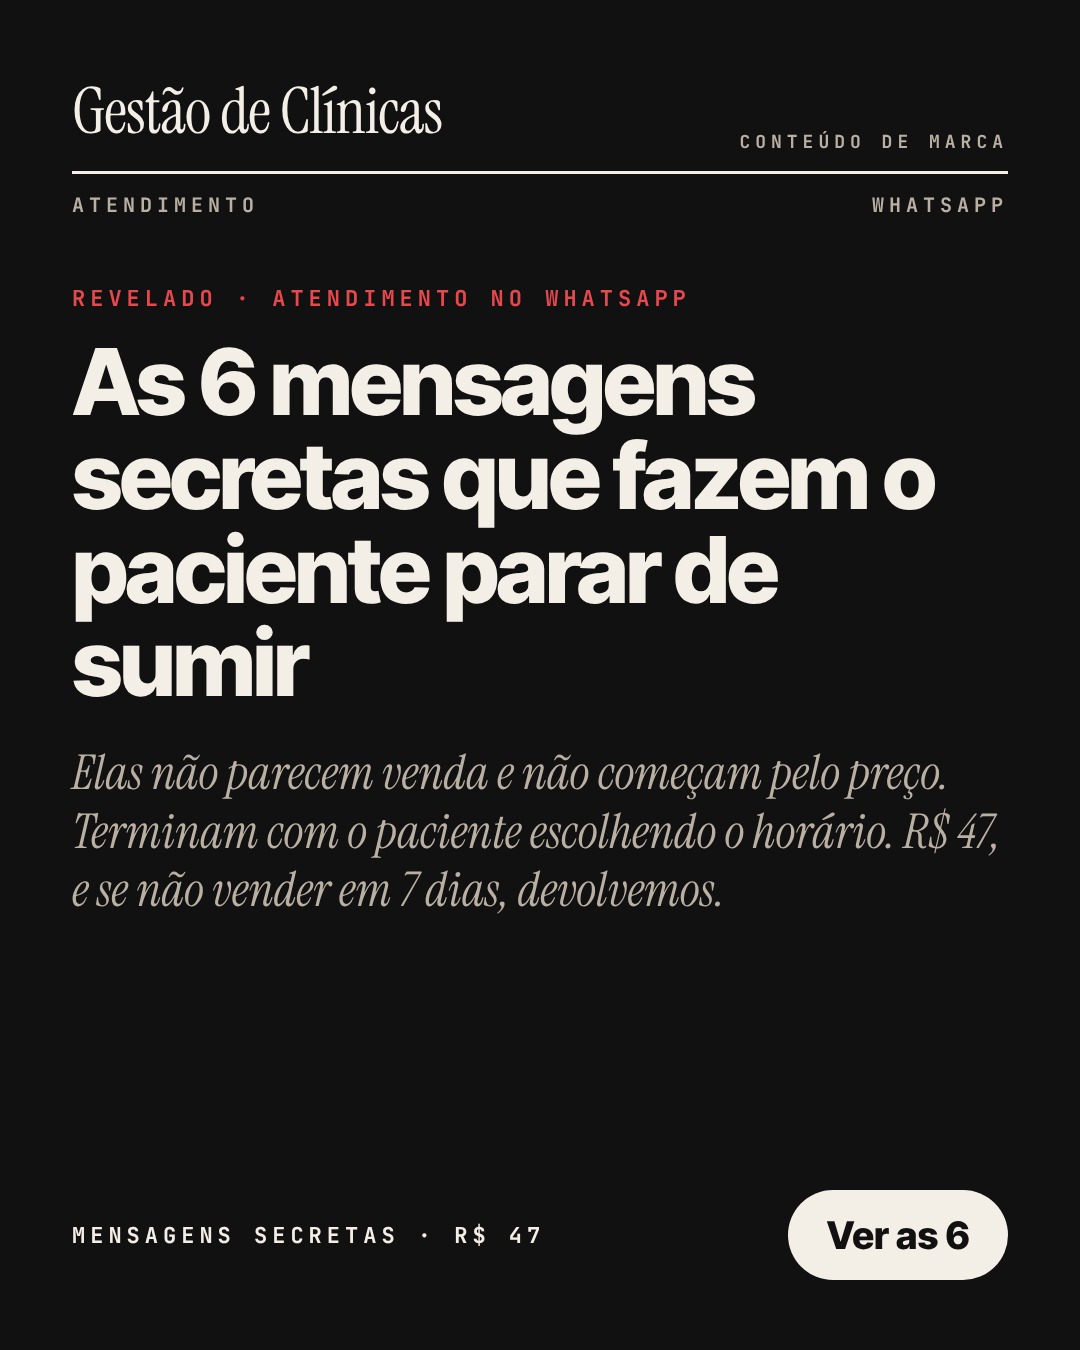 Gestão de Clínicas
CONTEÚDO DE MARCA
ATENDIMENTO
WHATSAPP
REVELADO · ATENDIMENTO NO WHATSAPP
As 6 mensagens
secretas que fazem o
paciente parar de
sumir
Elas não parecem venda e não começam pelo preço.
Terminam com o paciente escolhendo o horário. R$ 47,
e se não vender em 7 dias, devolvemos.
MENSAGENS SECRETAS · R$ 47
Ver as 6